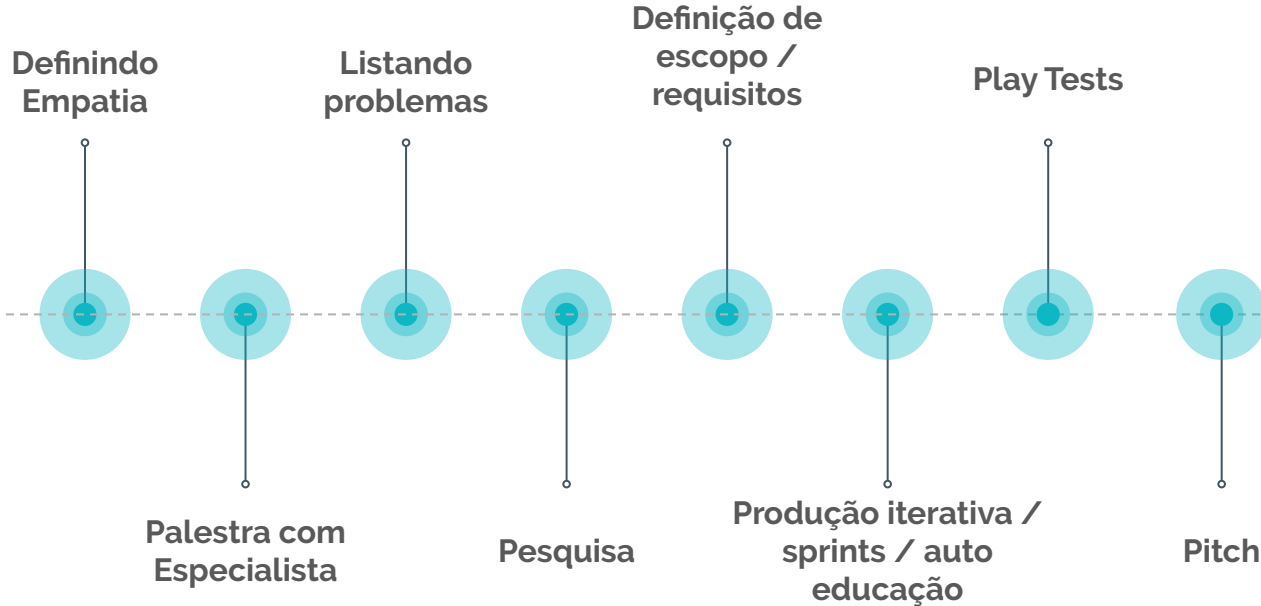 Definindo
Empatia
Palestra com
Especialista
Listando
problemas
Pesquisa
Definição de
escopo /
requisitos
Produção iterativa /
sprints / auto
educação
Play Tests
Pitch